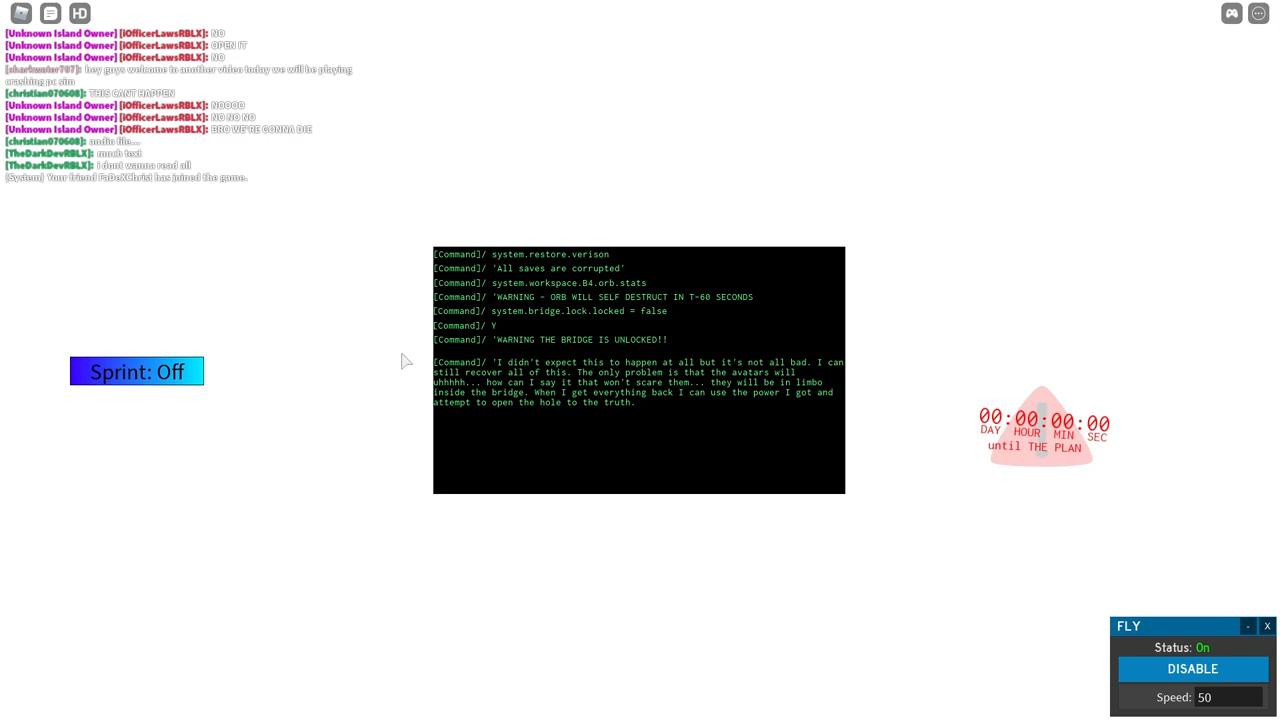 HD
[Unknown Island Owner] [iOfficerLawsRBLX]: NO
[Unknown Island Owner] [iOfficerLawsRBLX]: OPEN IT
[Unknown Island Owner] [iOfficerLawsRBLX]: NO
[sharkwater707]: hey guys welcome to another video today we will be playing
crashing pc sim
[christian070608]: THIS CANT HAPPEN
[Unknown Island Owner] [iOfficerLawsRBLX]: NOOOO
[Unknown Island Owner] [iOfficerLawsRBLX]: NO NO NO
[Unknown Island Owner] [iOfficerLawsRBLX]: BRO WE'RE GONNA DIE
[christian070608]: audio file...
[TheDarkDevRBLX]: much text
[TheDarkDevRBLX]: i dont wanna read all
(System) Your friend FaDeXChrist has joined the game.
[Command]/ system.restore.verison
[Command]/ 'All saves are corrupted'
[Command]/ system.workspace.B4.orb.stats
[Command]/ 'WARNING - ORB WILL SELF DESTRUCT IN T-60 SECONDS
[Command]/ system.bridge.lock.locked = false
[Command]/ Y
[Command]/ 'WARNING THE BRIDGE IS UNLOCKED!!
[Command]/ 'I didn't expect this to happen at all but it's not all bad. I can
still recover all of this. The only problem is that the avatars will
uhhhhh... how can I say it that won't scare them... they will be in limbo
inside the bridge. When I get everything back I can use the power I got and
attempt to open the hole to the truth.
Sprint: Off
00:00:00:00
DAY HOUR MIN SEC
until THE PLAN
FLY - X
Status: On
DISABLE
Speed: 50